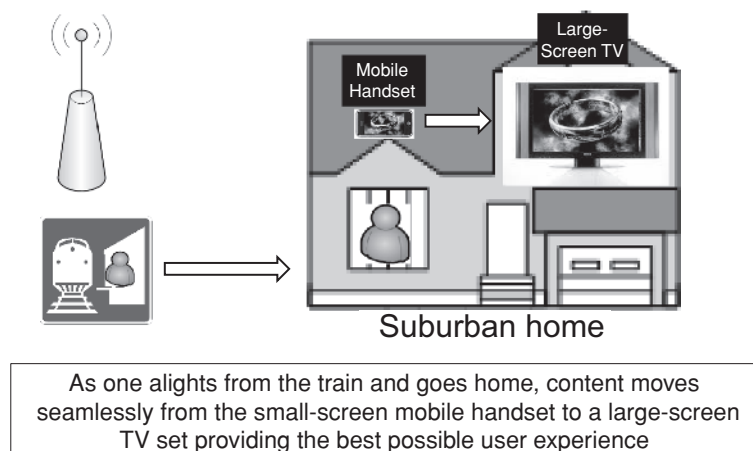 Large-
Screen TV
Mobile
Handset
Suburban home
As one alights from the train and goes home, content moves
seamlessly from the small-screen mobile handset to a large-screen
TV set providing the best possible user experience